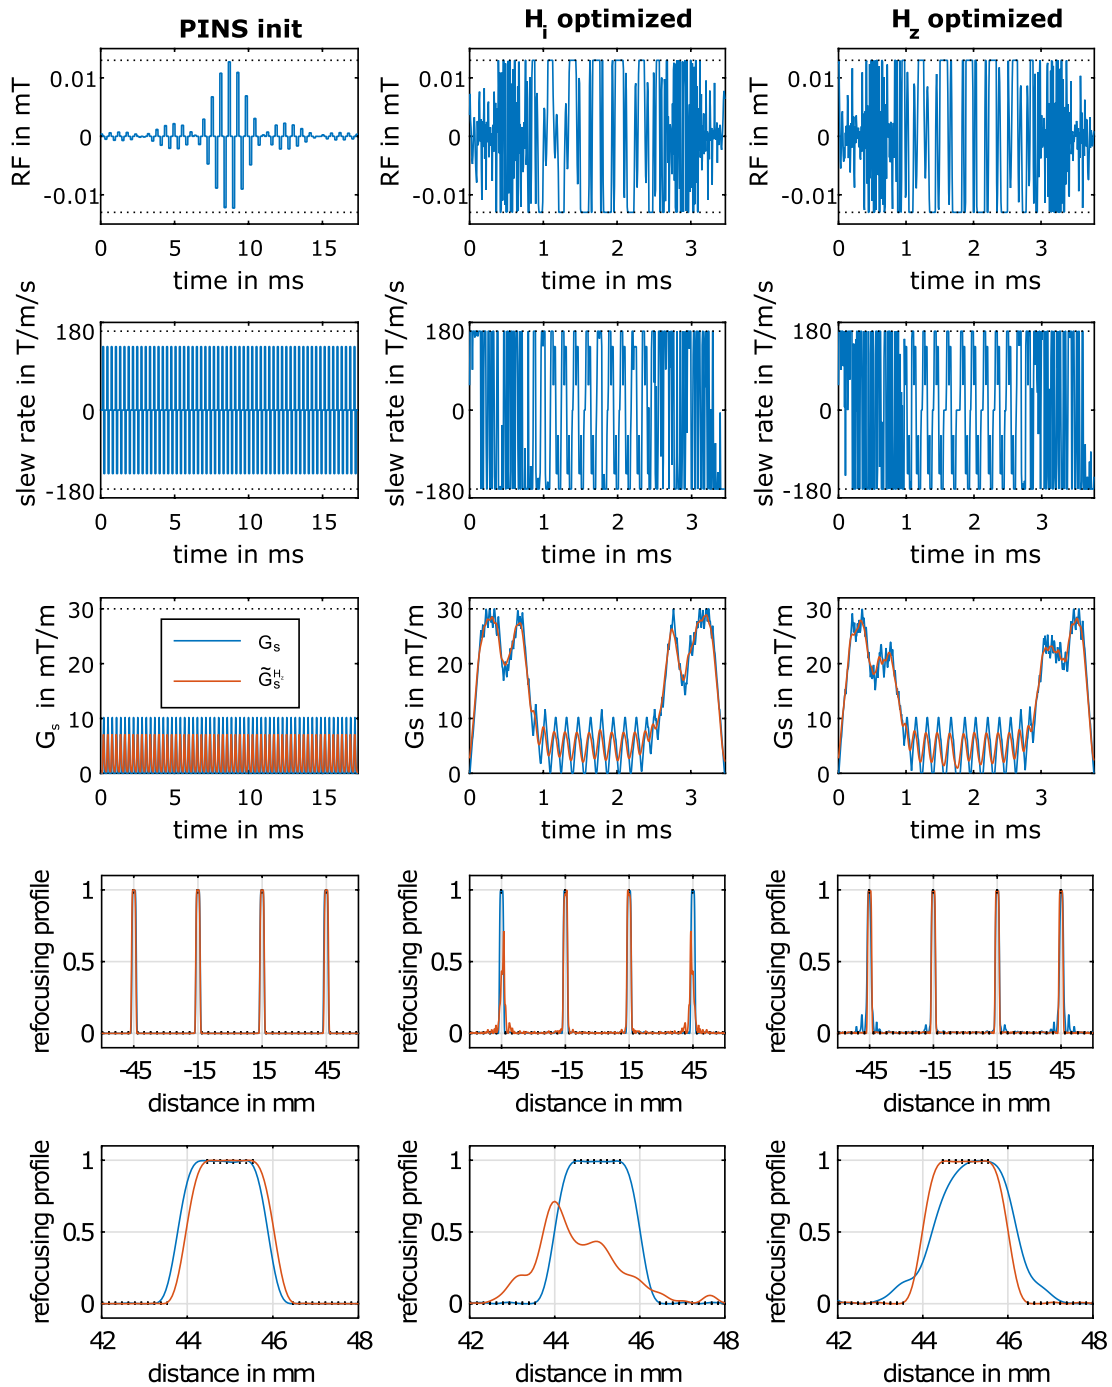 PINS init
H_i optimized
H_z optimized
RF in mT
0.01
0
-0.01
0 5 10 15
time in ms
RF in mT
0.01
0
-0.01
0 1 2 3
time in ms
RF in mT
0.01
0
-0.01
0 1 2 3
time in ms
slew rate in T/m/s
180
0
-180
0 5 10 15
time in ms
slew rate in T/m/s
180
0
-180
0 1 2 3
time in ms
slew rate in T/m/s
180
0
-180
0 1 2 3
time in ms
G_s in mT/m
30
20
10
0
G_s
G̃_s^{H_z}
0 5 10 15
time in ms
Gs in mT/m
30
20
10
0
0 1 2 3
time in ms
Gs in mT/m
30
20
10
0
0 1 2 3
time in ms
refocusing profile
1
0.5
0
-45 -15 15 45
distance in mm
refocusing profile
1
0.5
0
-45 -15 15 45
distance in mm
refocusing profile
1
0.5
0
-45 -15 15 45
distance in mm
refocusing profile
1
0.5
0
42 44 46 48
distance in mm
refocusing profile
1
0.5
0
42 44 46 48
distance in mm
refocusing profile
1
0.5
0
42 44 46 48
distance in mm